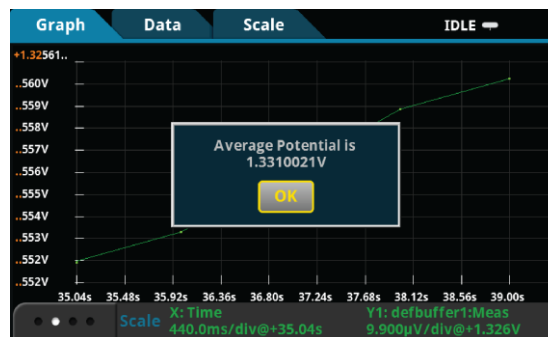 Graph Data Scale IDLE
+1.32561..
..560V
..559V
..558V
..557V
..556V
..555V
..554V
..553V
..552V
..552V
Average Potential is
1.3310021V
OK
35.04s 35.48s 35.92s 36.36s 36.80s 37.24s 37.68s 38.12s 38.56s 39.00s
Scale X: Time Y1: defbuffer1:Meas
440.0ms/div@+35.04s 9.900µV/div@+1.326V